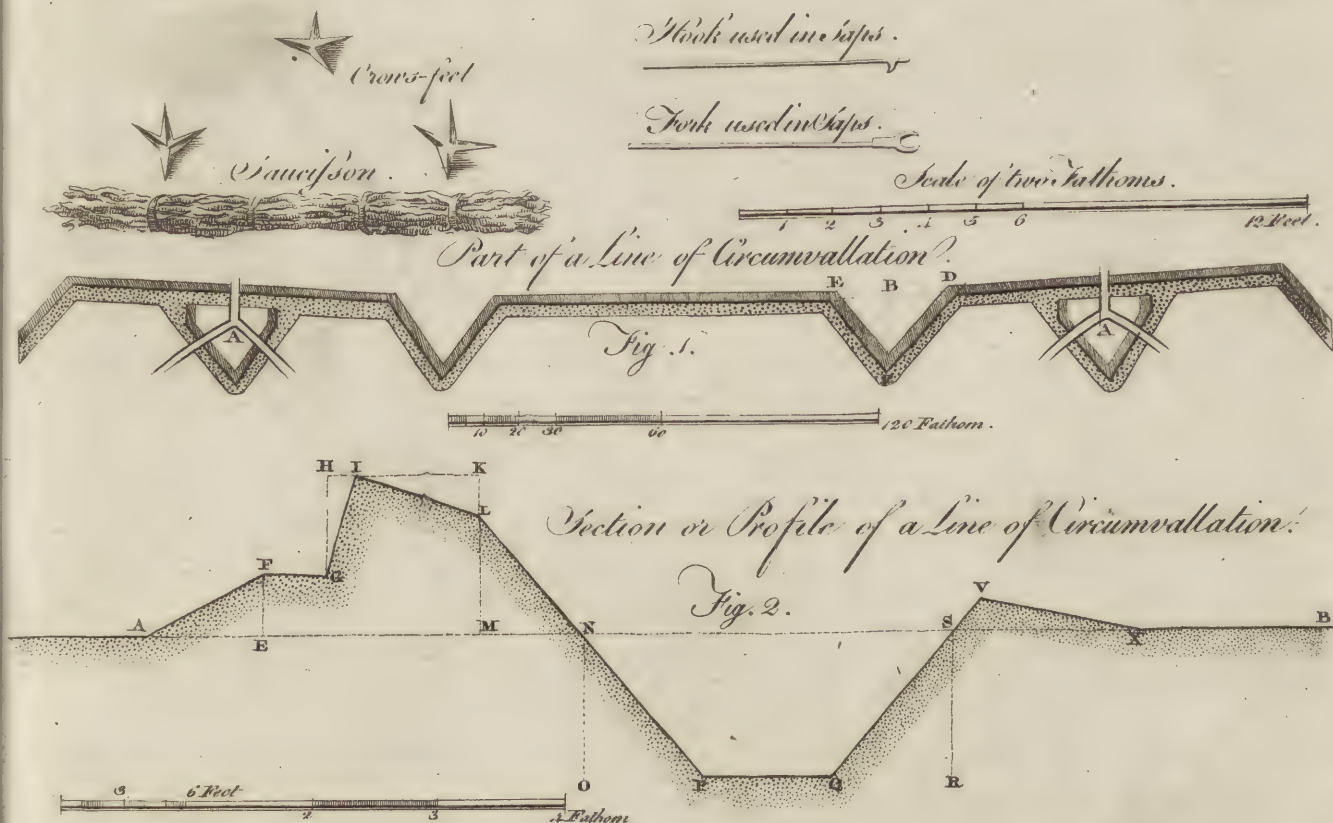 Crows-feet
Hook used in Saps.
Fork used in Saps.
Saucisson.
Scale of two Fathoms.
1 2 3 4 5 6 12 Feet.
Part of a Line of Circumvallation.
E B D
A A
Fig. 1.
10 20 30 60 120 Fathom.
H I K
L
Section or Profile of a Line of Circumvallation.
F G
V
Fig. 2.
A E M N S X B
O P Q R
3 6 Feet
2 3 4 Fathom